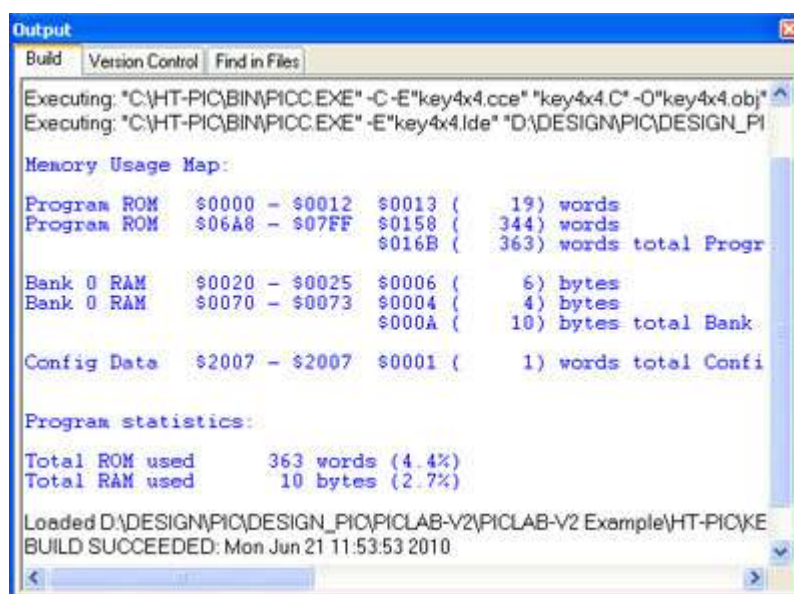 Output
Build Version Control Find in Files
Executing: "C:\HT-PIC\BIN\PICC.EXE" -C -E"key4x4.cce" "key4x4.C" -O"key4x4.obj"
Executing: "C:\HT-PIC\BIN\PICC.EXE" -E"key4x4.lde" "D:\DESIGN\PIC\DESIGN_PI
Memory Usage Map:
Program ROM $0000 - $0012 $0013 ( 19) words
Program ROM $06A8 - $07FF $0158 ( 344) words
$016B ( 363) words total Progr
Bank 0 RAM $0020 - $0025 $0006 ( 6) bytes
Bank 0 RAM $0070 - $0073 $0004 ( 4) bytes
$000A ( 10) bytes total Bank
Config Data $2007 - $2007 $0001 ( 1) words total Confi
Program statistics:
Total ROM used 363 words (4.4%)
Total RAM used 10 bytes (2.7%)
Loaded D:\DESIGN\PIC\DESIGN_PIC\PICLAB-V2\PICLAB-V2 Example\HT-PIC\KE
BUILD SUCCEEDED: Mon Jun 21 11:53:53 2010